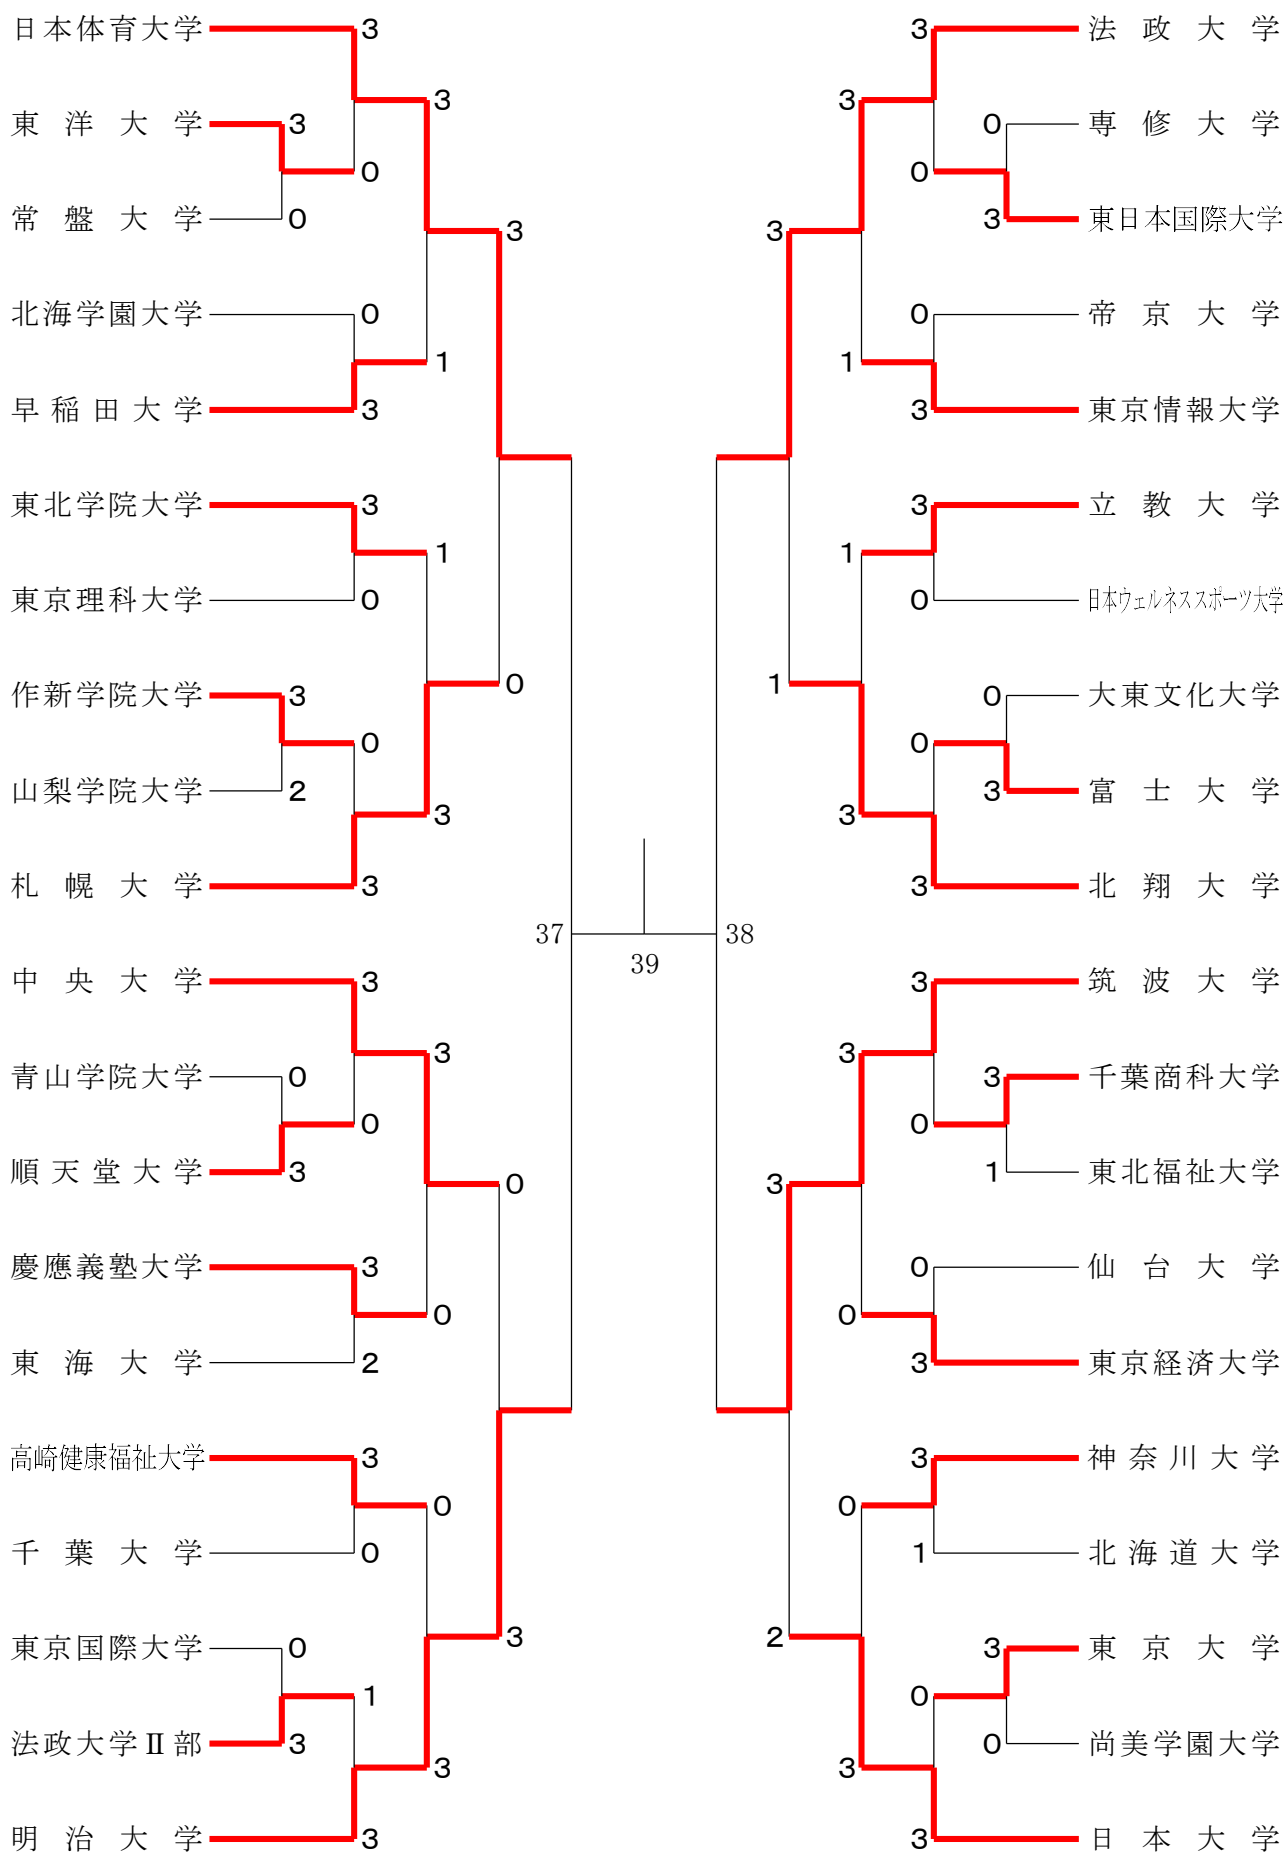 日本体育大学 3
3
東洋大学 3
0
常盤大学 0
3
北海学園大学 0
1
早稲田大学 3
東北学院大学 3
1
東京理科大学 0
0
作新学院大学 3
0
山梨学院大学 2
3
札幌大学 3
37
中央大学 3
3
青山学院大学 0
0
順天堂大学 3
0
慶應義塾大学 3
0
東海大学 2
高崎健康福祉大学 3
0
千葉大学 0
3
東京国際大学 0
1
法政大学Ⅱ部 3
3
明治大学 3
39
3 法政大学
3
0 専修大学
0
3 東日本国際大学
3
0 帝京大学
1
3 東京情報大学
3 立教大学
1
0 日本ウェルネススポーツ大学
1
0 大東文化大学
0
3 富士大学
3
3 北翔大学
38
3 筑波大学
3
3 千葉商科大学
0
1 東北福祉大学
3
0 仙台大学
0
3 東京経済大学
3 神奈川大学
0
1 北海道大学
2
3 東京大学
0
0 尚美学園大学
3
3 日本大学